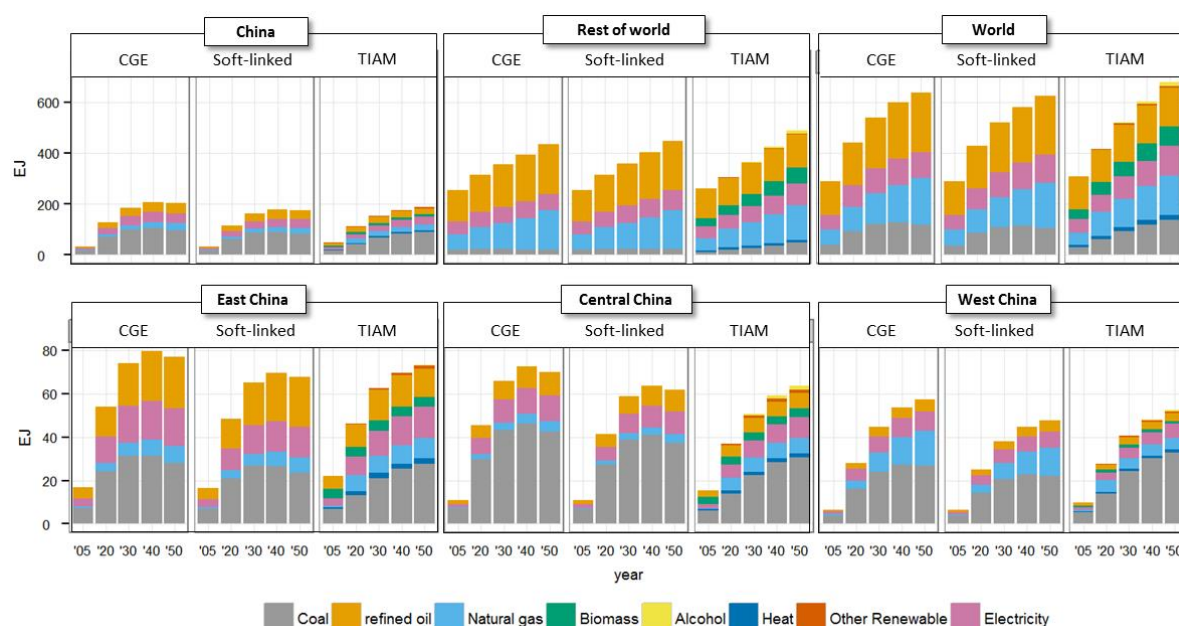 China
Rest of world
World
CGE Soft-linked TIAM CGE Soft-linked TIAM CGE Soft-linked TIAM
600
400
200
0
EJ
East China
Central China
West China
CGE Soft-linked TIAM CGE Soft-linked TIAM CGE Soft-linked TIAM
80
60
40
20
0
EJ
'05 '20 '30 '40 '50 '05 '20 '30 '40 '50 '05 '20 '30 '40 '50 '05 '20 '30 '40 '50 '05 '20 '30 '40 '50 '05 '20 '30 '40 '50 '05 '20 '30 '40 '50 '05 '20 '30 '40 '50 '05 '20 '30 '40 '50
year
Coal refined oil Natural gas Biomass Alcohol Heat Other Renewable Electricity